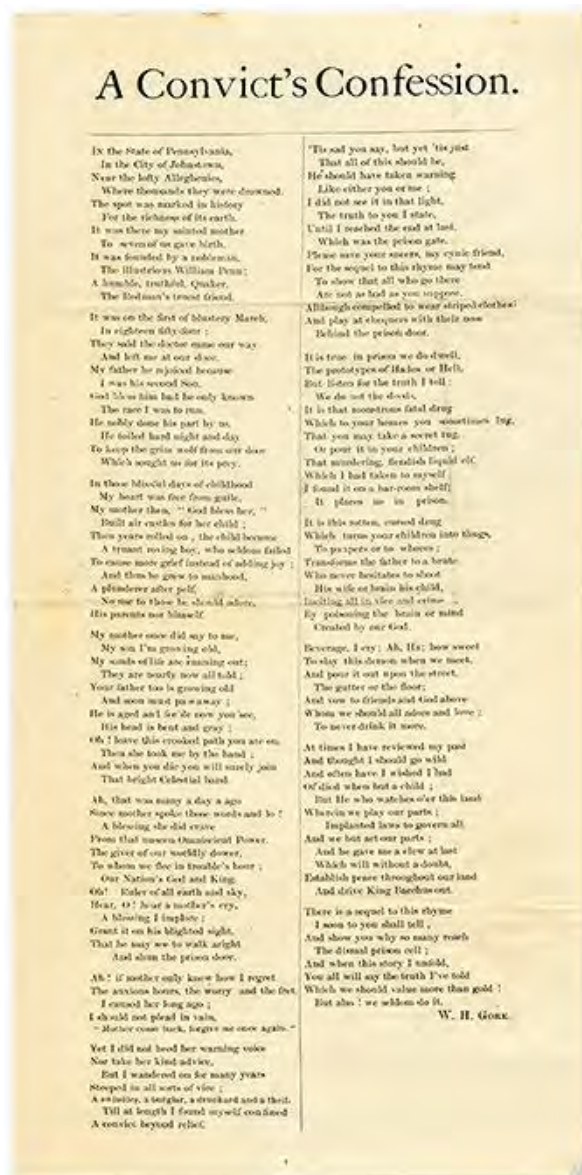 A Convict's Confession.
In the State of Pennsylvania,
In the City of Johnstown,
Near the lofty Alleghenies,
Where thousands they were drowned.
The spot was marked in history
For the richness of its earth.
It was there my sainted mother
To seven of us gave birth.
It was founded by a nobleman,
The illustrious William Penn;
A humble, truthful, Quaker,
The Redman's truest friend.
It was on the first of blustery March,
In eighteen fifty-four;
They said the doctor came our way
And left me at our door.
My father he rejoiced because
I was his second Son.
God bless him had he only known
The race I was to run.
He nobly done his part by us,
He toiled hard night and day
To keep the grim wolf from our door
Which sought us for its prey.
In those blissful days of childhood
My heart was free from guile,
My mother then, "God bless her,"
Built air castles for her child;
Then years rolled on, the child became
A truant roving boy, who seldom failed
To cause more grief instead of adding joy;
And thus he grew to manhood,
A plunderer after pelf,
No use to those he should adore,
His parents nor himself.
My mother once did say to me,
My son I'm growing old,
My sands of life are running out;
They are nearly now all told;
Your father too is growing old
And soon must pass away;
He is aged and fee'ble now you see,
His head is bent and gray;
Oh! leave this crooked path you are on,
Then she took me by the hand;
And when you die you will surely join
That bright Celestial band.
Ah, that was many a day ago
Since mother spoke those words and lo!
A blessing she did crave
From that unseen Omniscient Power.
The giver of our worldly dower,
To whom we flee in trouble's hour;
Our Nation's God and King.
Oh! Ruler of all earth and sky,
Hear, O! hear a mother's cry,
A blessing I implore;
Grant it on his blighted sight,
That he may see to walk aright
And shun the prison door.
Ah! if mother only knew how I regret
The anxious hours, the worry and the fret,
I caused her long ago;
I should not plead in vain,
"Mother come back, forgive me once again."
Yet I did not heed her warning voice
Nor take her kind advice,
But I wandered on for many years
Steeped in all sorts of vice;
A swindler, a burglar, a drunkard and a thief,
Till at length I found myself confined
A convict beyond relief.
'Tis sad you say, but yet 'tis just
That all of this should be,
He should have taken warning
Like either you or me;
I did not see it in that light,
The truth to you I state,
Until I reached the end at last,
Which was the prison gate.
Please save your sneers, my cynic friend,
For the sequel to this rhyme may tend
To show that all who go there
Are not as bad as you suppose.
Although compelled to wear striped clothes;
And play at checquers with their nose
Behind the prison door.
It is true in prison we do dwell,
The prototypes of Hades or Hell,
But listen for the truth I tell:
We do not the deeds,
It is that monstrous fatal drug
Which to your homes you sometimes lug,
That you may take a secret tug,
Or pour it in your children;
That murdering, fiendish liquid elf,
Which I had taken to myself;
I found it on a bar-room shelf;
It places us in prison.
It is this rotten, cursed drug
Which turns your children into thugs,
To paupers or to whores;
Transforms the father to a brute
Who never hesitates to shoot
His wife or brain his child,
Inciting all in vice and crime
By poisoning the brain or mind
Created by our God.
Beverage, I cry; Ah, Ha; how sweet
To slay this demon when we meet,
And pour it out upon the street,
The gutter or the floor;
And vow to friends and God above
Whom we should all adore and love;
To never drink it more.
At times I have reviewed my past
And thought I should go wild
And often have I wished I had
Of died when but a child;
But He who watches o'er this land
Wherein we play our parts;
Implanted laws to govern all
And we but act our parts;
And he gave me a clew at last
Which will without a doubt,
Establish peace throughout our land
And drive King Bacchus out.
There is a sequel to this rhyme
I soon to you shall tell,
And show you why so many reach
The dismal prison cell;
And when this story I unfold,
You all will say the truth I've told
Which we should value more than gold!
But alas! we seldom do it.
W. H. Gore.